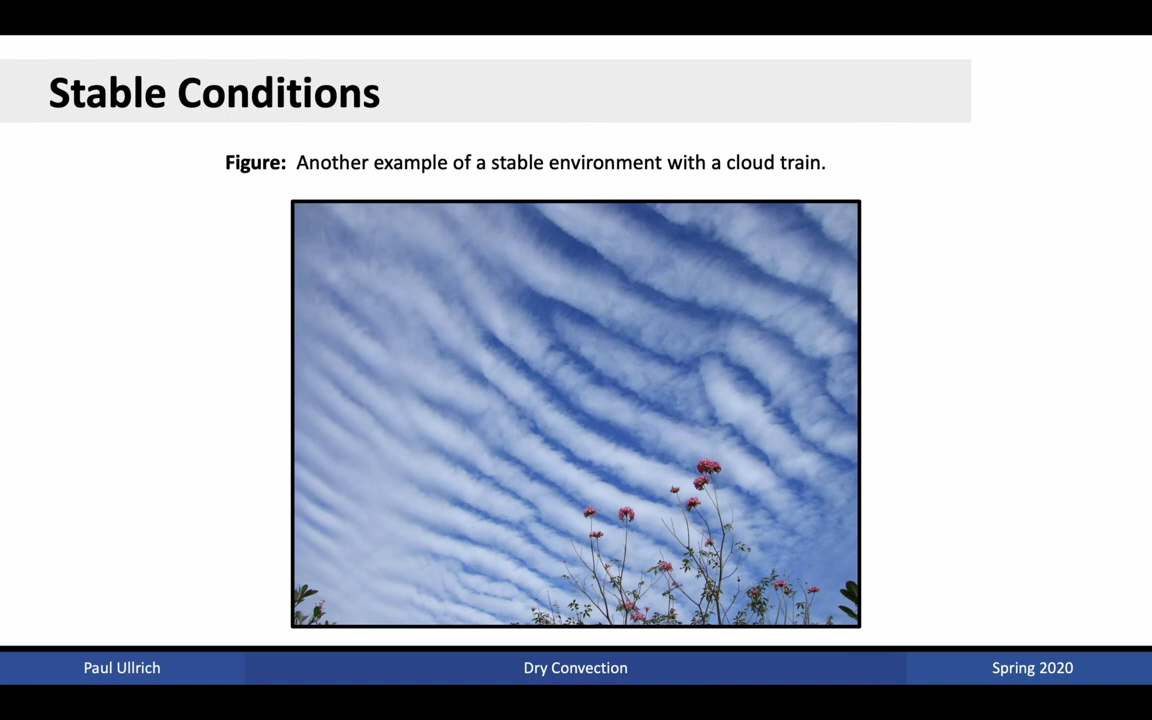 Stable Conditions
Figure: Another example of a stable environment with a cloud train.
Paul Ullrich
Dry Convection
Spring 2020